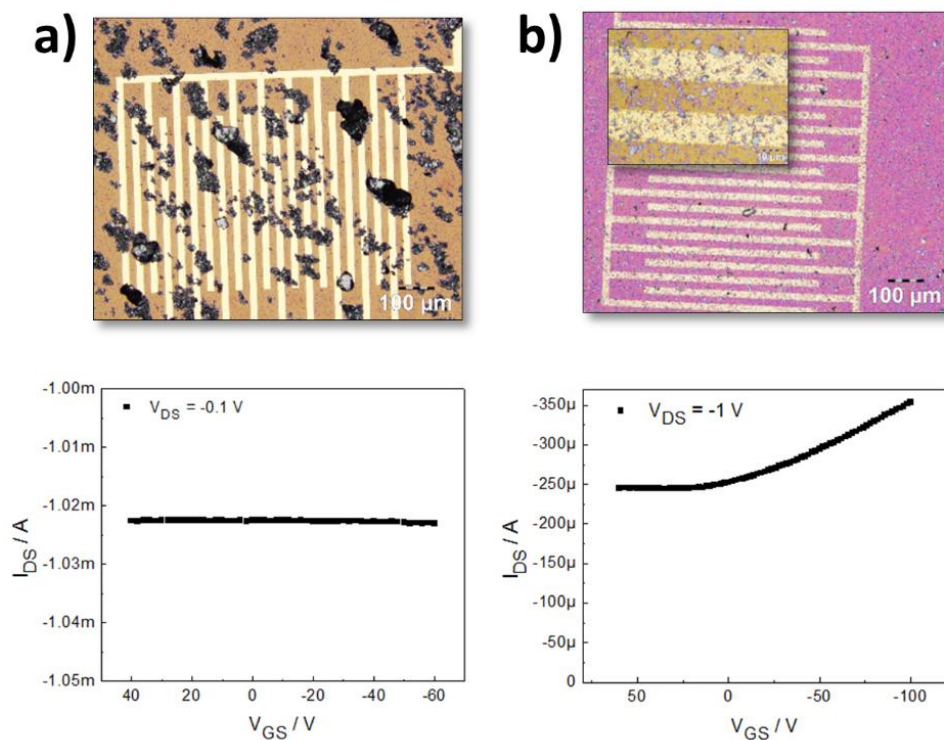 a)
100 µm
b)
10 µm
100 µm
-1.00m
-1.01m
-1.02m
-1.03m
-1.04m
-1.05m
V_DS = -0.1 V
I_DS / A
40 20 0 -20 -40 -60
V_GS / V
-350µ
-300µ
-250µ
-200µ
-150µ
-100µ
-50µ
0
V_DS = -1 V
I_DS / A
50 0 -50 -100
V_GS / V